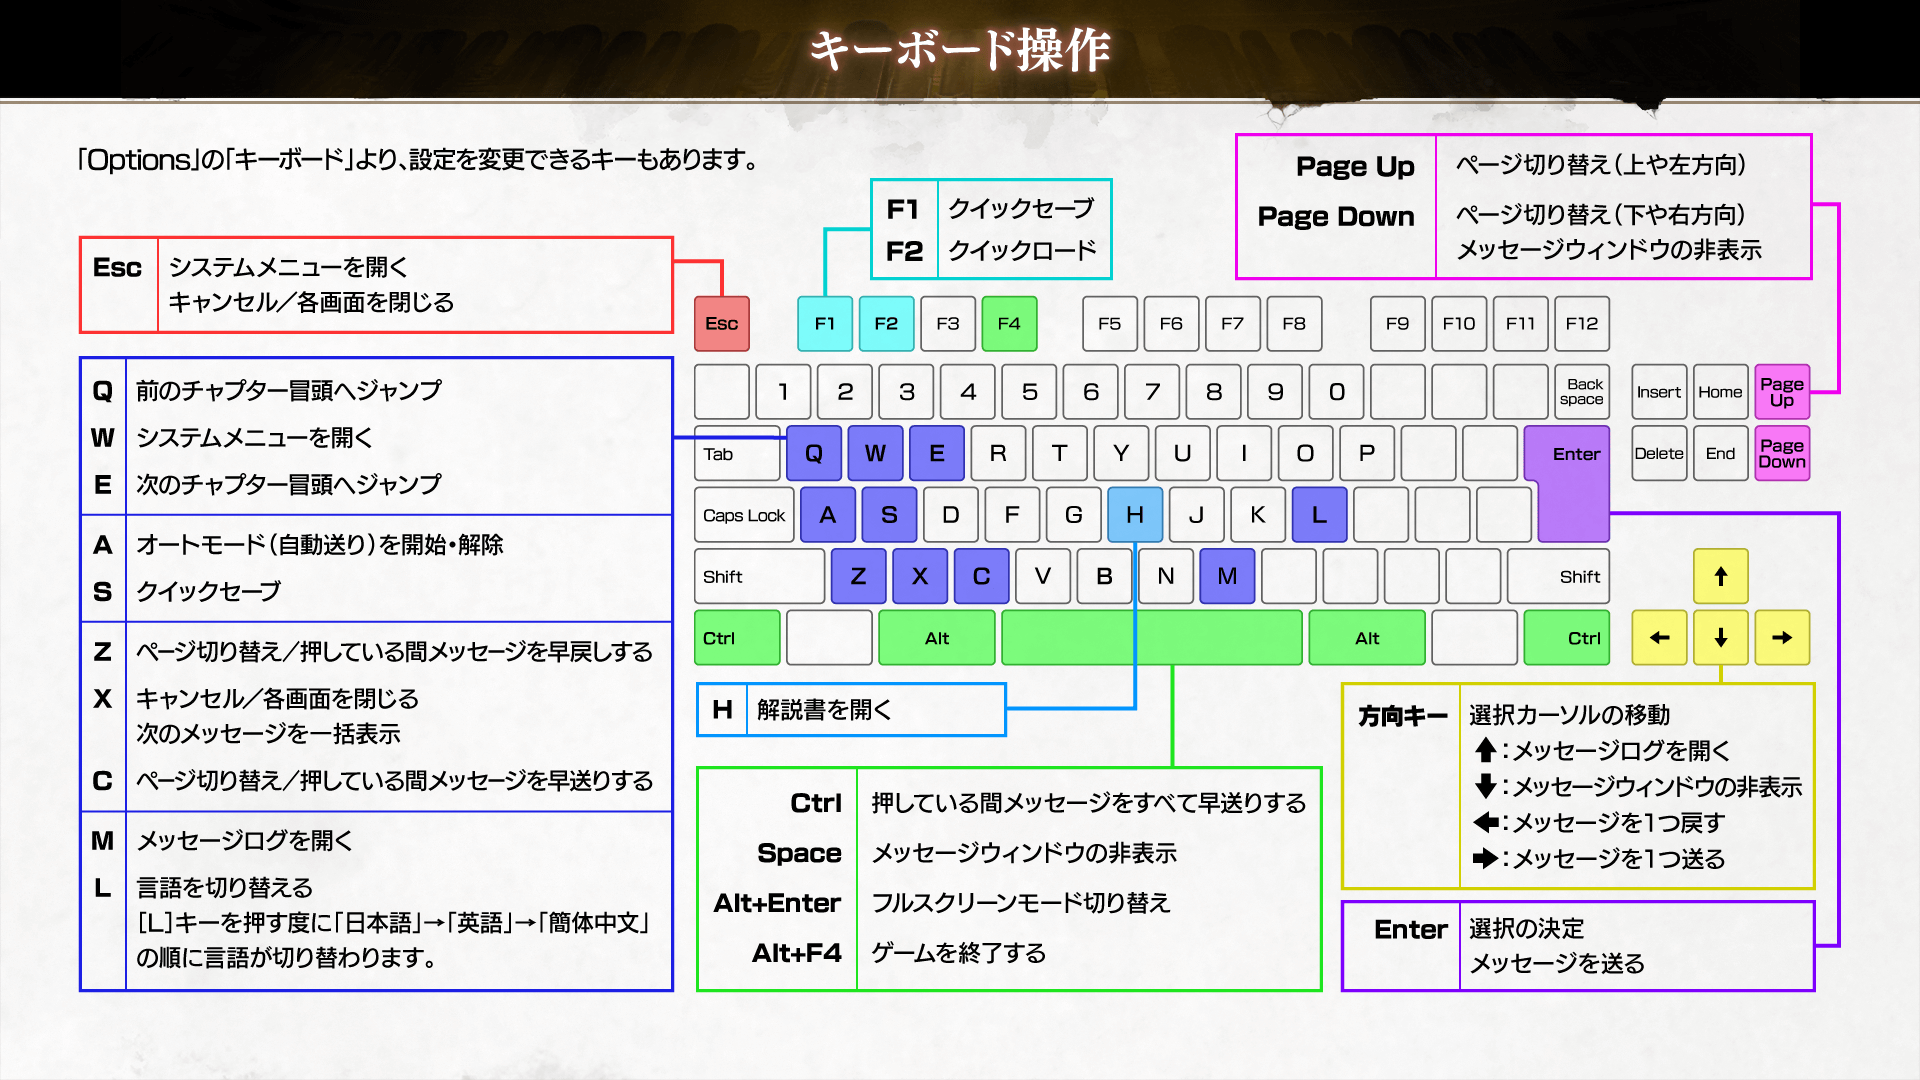 キーボード操作
「Options」の「キーボード」より、設定を変更できるキーもあります。
Esc システムメニューを開く
キャンセル／各画面を閉じる
F1 クイックセーブ
F2 クイックロード
Page Up ページ切り替え（上や左方向）
Page Down ページ切り替え（下や右方向）
メッセージウィンドウの非表示
Q 前のチャプター冒頭へジャンプ
W システムメニューを開く
E 次のチャプター冒頭へジャンプ
A オートモード（自動送り）を開始・解除
S クイックセーブ
Z ページ切り替え／押している間メッセージを早戻しする
X キャンセル／各画面を閉じる
次のメッセージを一括表示
C ページ切り替え／押している間メッセージを早送りする
M メッセージログを開く
L 言語を切り替える
［L］キーを押す度に「日本語」→「英語」→「簡体中文」
の順に言語が切り替わります。
Esc F1 F2 F3 F4 F5 F6 F7 F8 F9 F10 F11 F12
1 2 3 4 5 6 7 8 9 0 Back space Insert Home Page Up
Tab Q W E R T Y U I O P Enter Delete End Page Down
Caps Lock A S D F G H J K L
Shift Z X C V B N M Shift ↑
Ctrl Alt Alt Ctrl ← ↓ →
H 解説書を開く
Ctrl 押している間メッセージをすべて早送りする
Space メッセージウィンドウの非表示
Alt+Enter フルスクリーンモード切り替え
Alt+F4 ゲームを終了する
方向キー 選択カーソルの移動
↑：メッセージログを開く
↓：メッセージウィンドウの非表示
←：メッセージを1つ戻す
→：メッセージを1つ送る
Enter 選択の決定
メッセージを送る